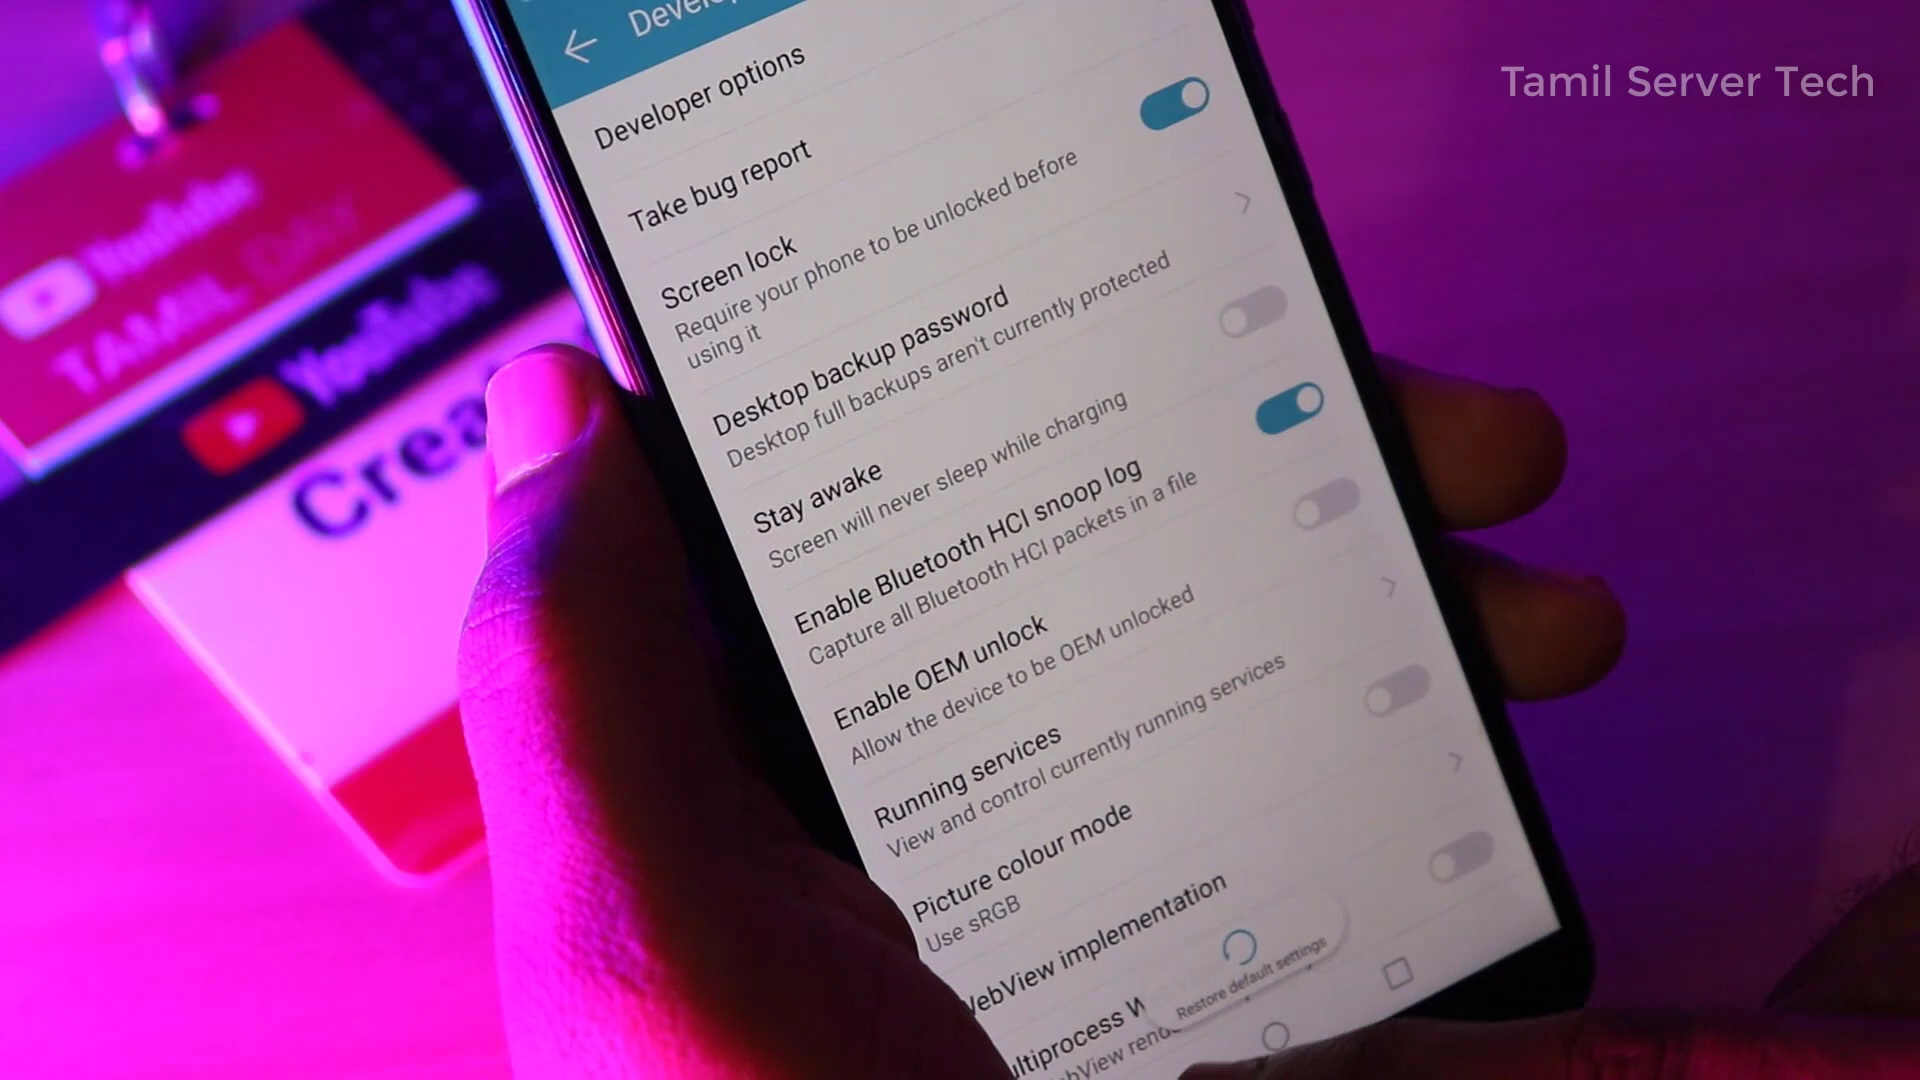 Tamil Server Tech
Developer options
Take bug report
Screen lock
Require your phone to be unlocked before
using it
Desktop backup password
Desktop full backups aren't currently protected
Stay awake
Screen will never sleep while charging
Enable Bluetooth HCI snoop log
Capture all Bluetooth HCI packets in a file
Enable OEM unlock
Allow the device to be OEM unlocked
Running services
View and control currently running services
Picture colour mode
Use sRGB
implementation
Restore default settings
YouTube
TAMIL
YouTube